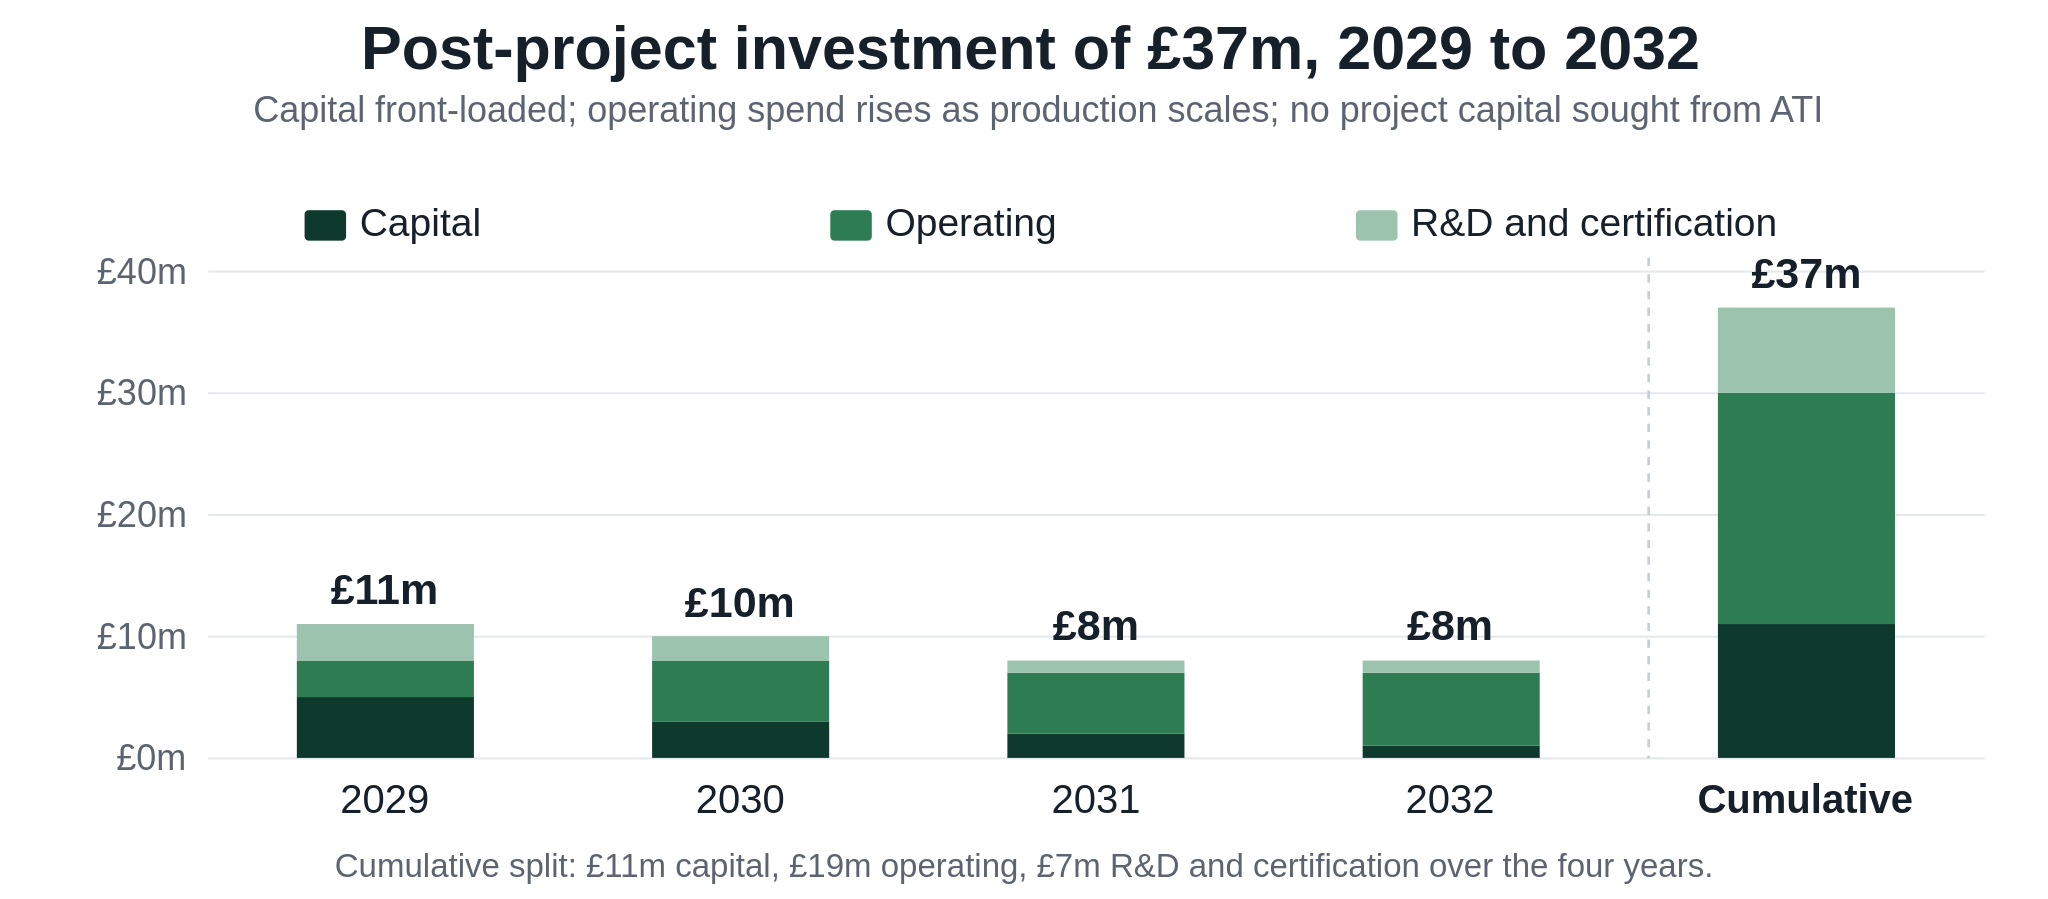 Post-project investment of £37m, 2029 to 2032
Capital front-loaded; operating spend rises as production scales; no project capital sought from ATI
Capital
Operating
R&D and certification
£40m
£30m
£20m
£10m
£0m
£11m
£10m
£8m
£8m
£37m
2029
2030
2031
2032
Cumulative
Cumulative split: £11m capital, £19m operating, £7m R&D and certification over the four years.